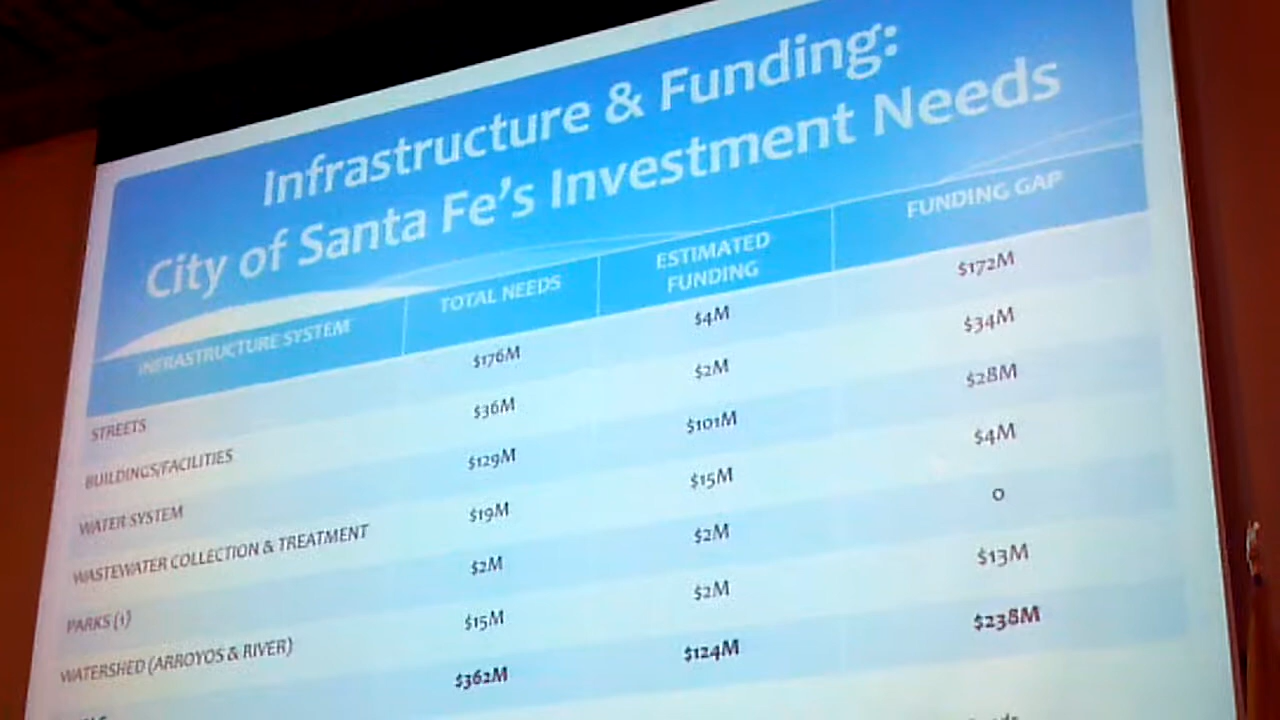 Infrastructure & Funding:
City of Santa Fe's Investment Needs
INFRASTRUCTURE SYSTEM TOTAL NEEDS ESTIMATED FUNDING FUNDING GAP
STREETS $176M $4M $172M
BUILDINGS/FACILITIES $36M $2M $34M
WATER SYSTEM $129M $101M $28M
WASTEWATER COLLECTION & TREATMENT $19M $15M $4M
PARKS (1) $2M $2M 0
WATERSHED (ARROYOS & RIVER) $15M $2M $13M
$362M $124M $238M